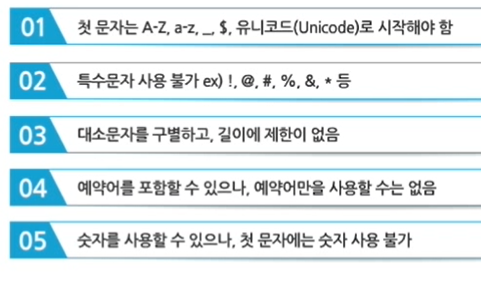 01 첫 문자는 A-Z, a-z, _, $, 유니코드(Unicode)로 시작해야 함
02 특수문자 사용 불가 ex) !, @, #, %, &, * 등
03 대소문자를 구별하고, 길이에 제한이 없음
04 예약어를 포함할 수 있으나, 예약어만을 사용할 수는 없음
05 숫자를 사용할 수 있으나, 첫 문자에는 숫자 사용 불가